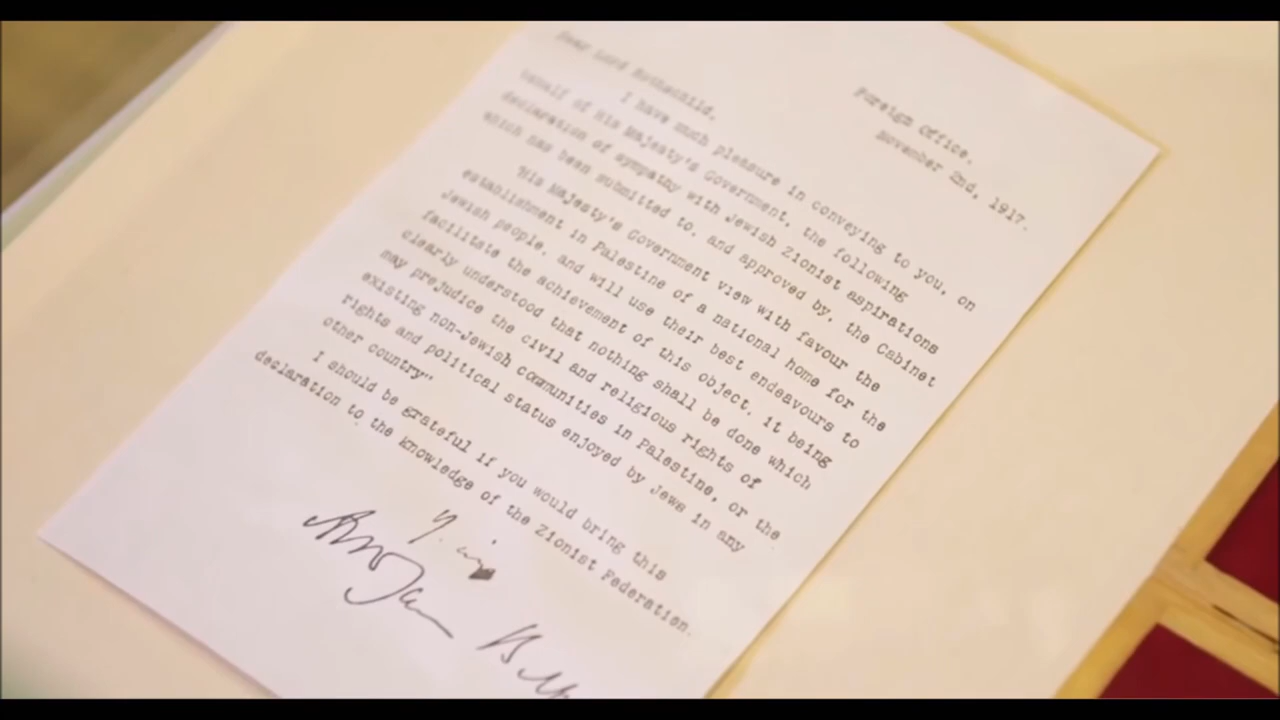 Foreign Office,
November 2nd, 1917.
Dear Lord Rothschild,
I have much pleasure in conveying to you, on
behalf of His Majesty's Government, the following
declaration of sympathy with Jewish Zionist aspirations
which has been submitted to, and approved by, the Cabinet
"His Majesty's Government view with favour the
establishment in Palestine of a national home for the
Jewish people, and will use their best endeavours to
facilitate the achievement of this object, it being
clearly understood that nothing shall be done which
may prejudice the civil and religious rights of
existing non-Jewish communities in Palestine, or the
rights and political status enjoyed by Jews in any
other country"
I should be grateful if you would bring this
declaration to the knowledge of the Zionist Federation.